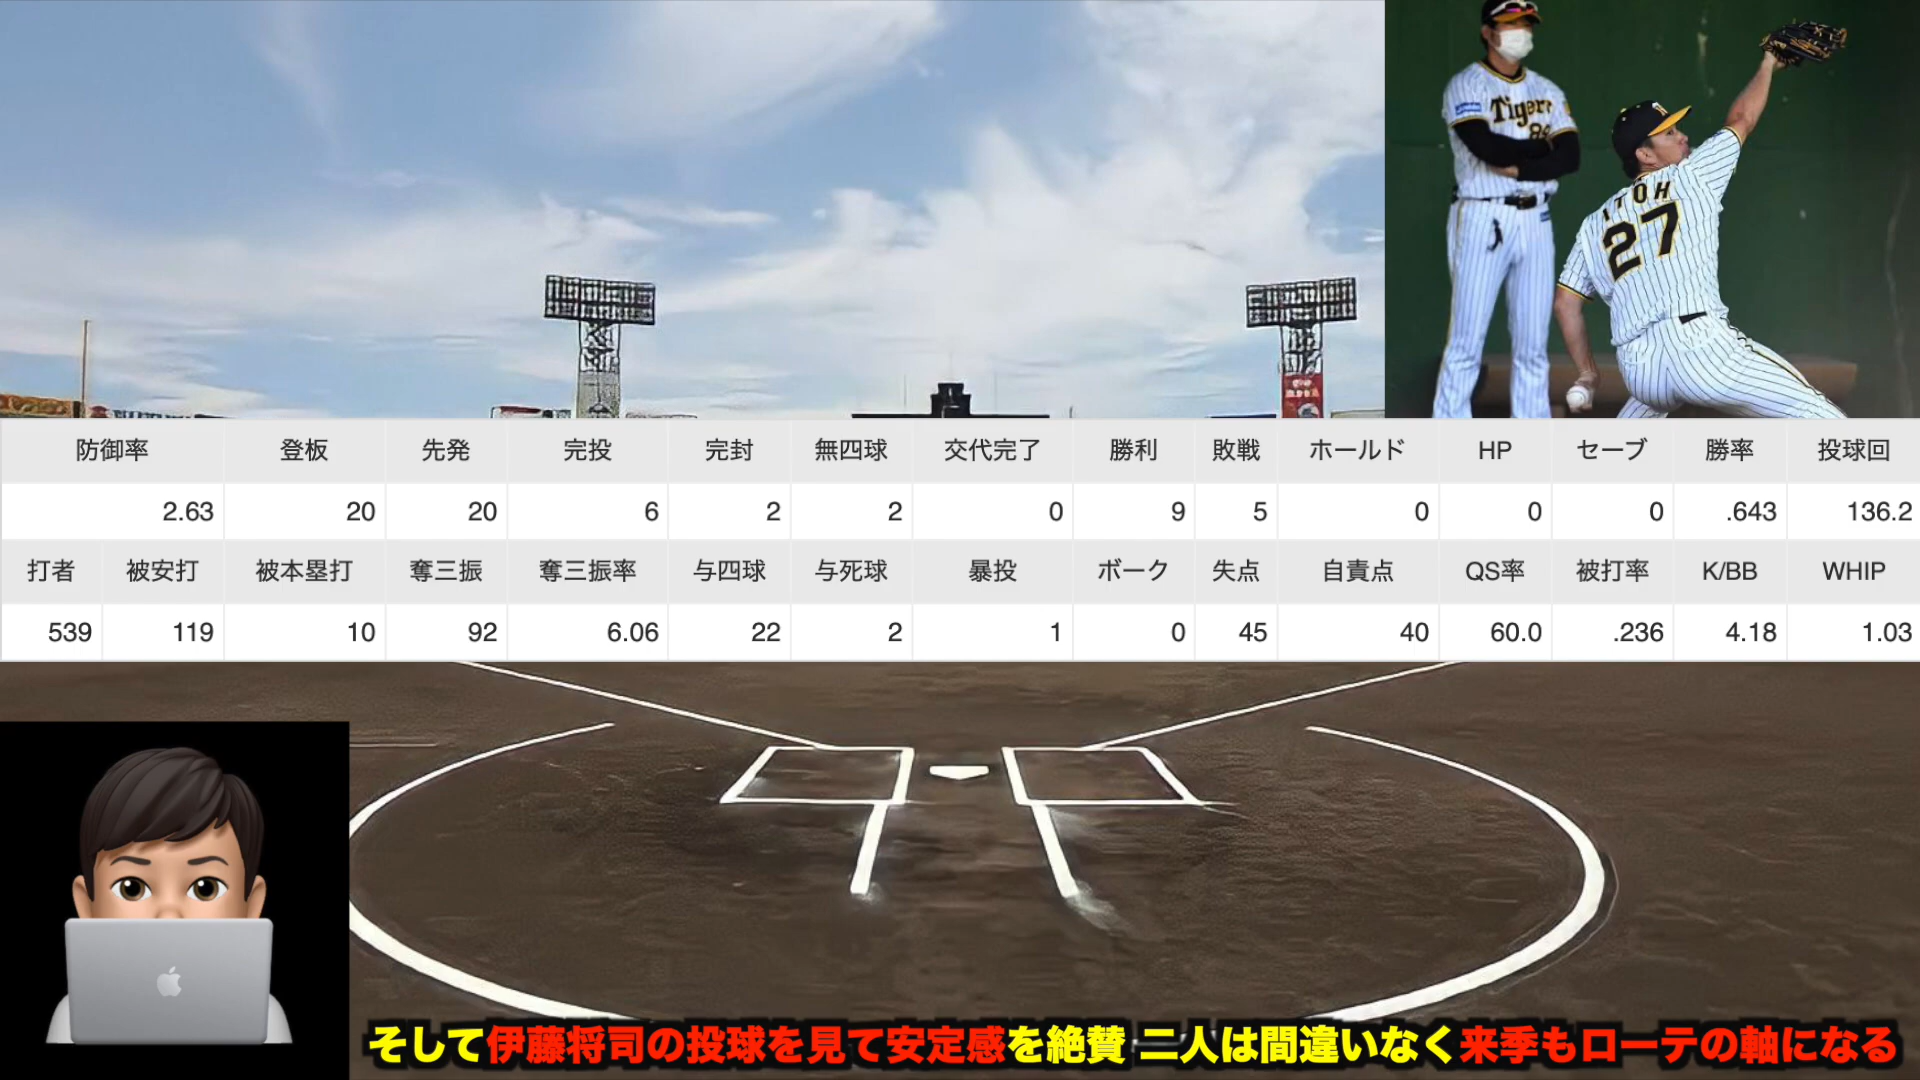 Tigers
89
ITOH
27
防御率 登板 先発 完投 完封 無四球 交代完了 勝利 敗戦 ホールド HP セーブ 勝率 投球回
2.63 20 20 6 2 2 0 9 5 0 0 0 .643 136.2
打者 被安打 被本塁打 奪三振 奪三振率 与四球 与死球 暴投 ボーク 失点 自責点 QS率 被打率 K/BB WHIP
539 119 10 92 6.06 22 2 1 0 45 40 60.0 .236 4.18 1.03
そして伊藤将司の投球を見て安定感を絶賛 二人は間違いなく来季もローテの軸になる